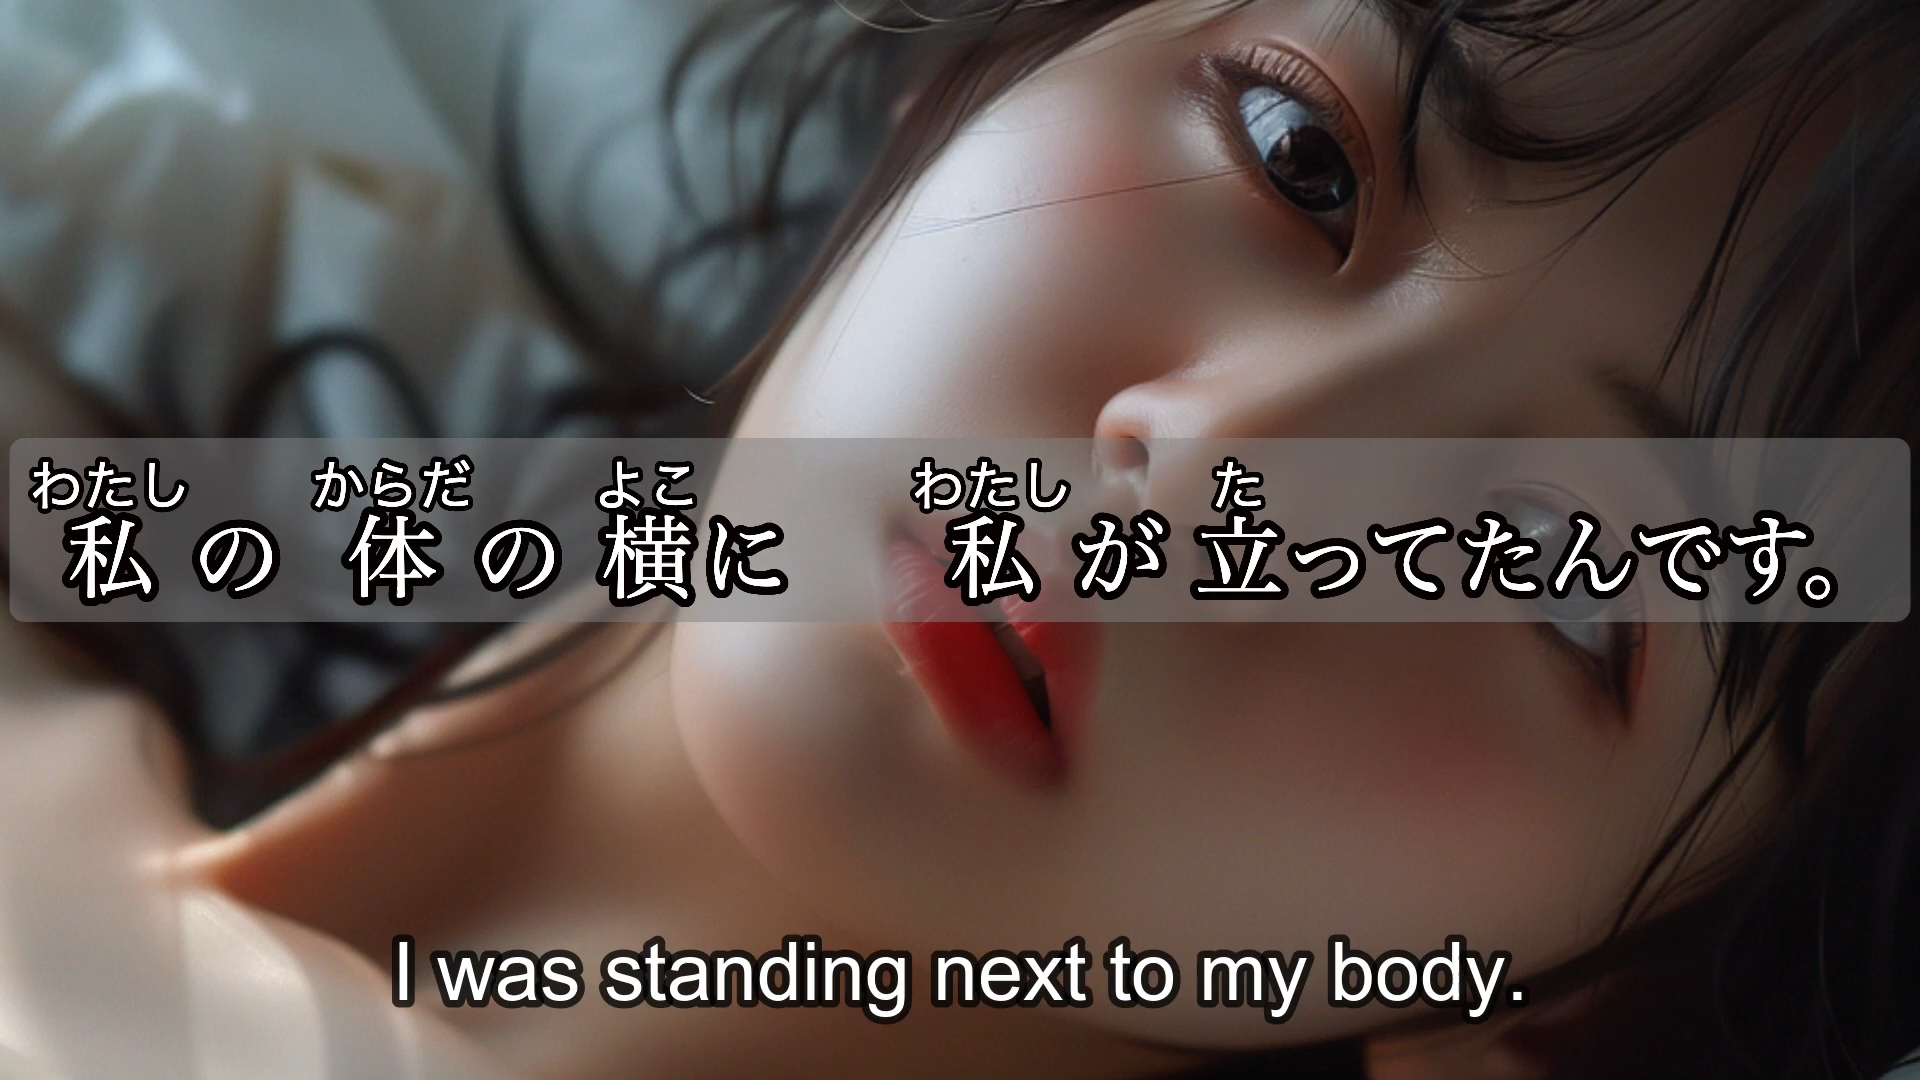 わたし からだ よこ わたし た
私の体の横に 私が立ってたんです。
I was standing next to my body.